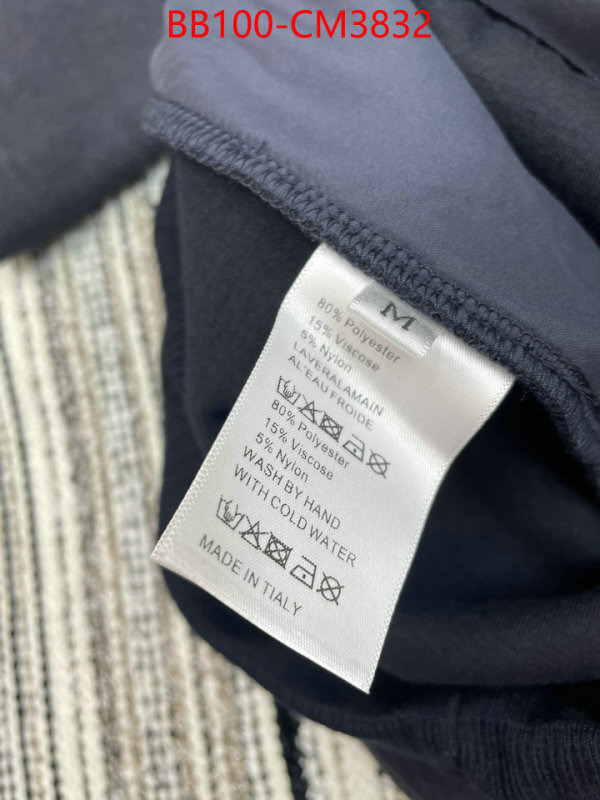 BB100-CM3832
M
80% Polyester
15% Viscose
5% Nylon
LAVERALAMAIN
AL'EAU FROIDE
80% Polyester
15% Viscose
5% Nylon
WASH BY HAND
WITH COLD WATER
MADE IN ITALY